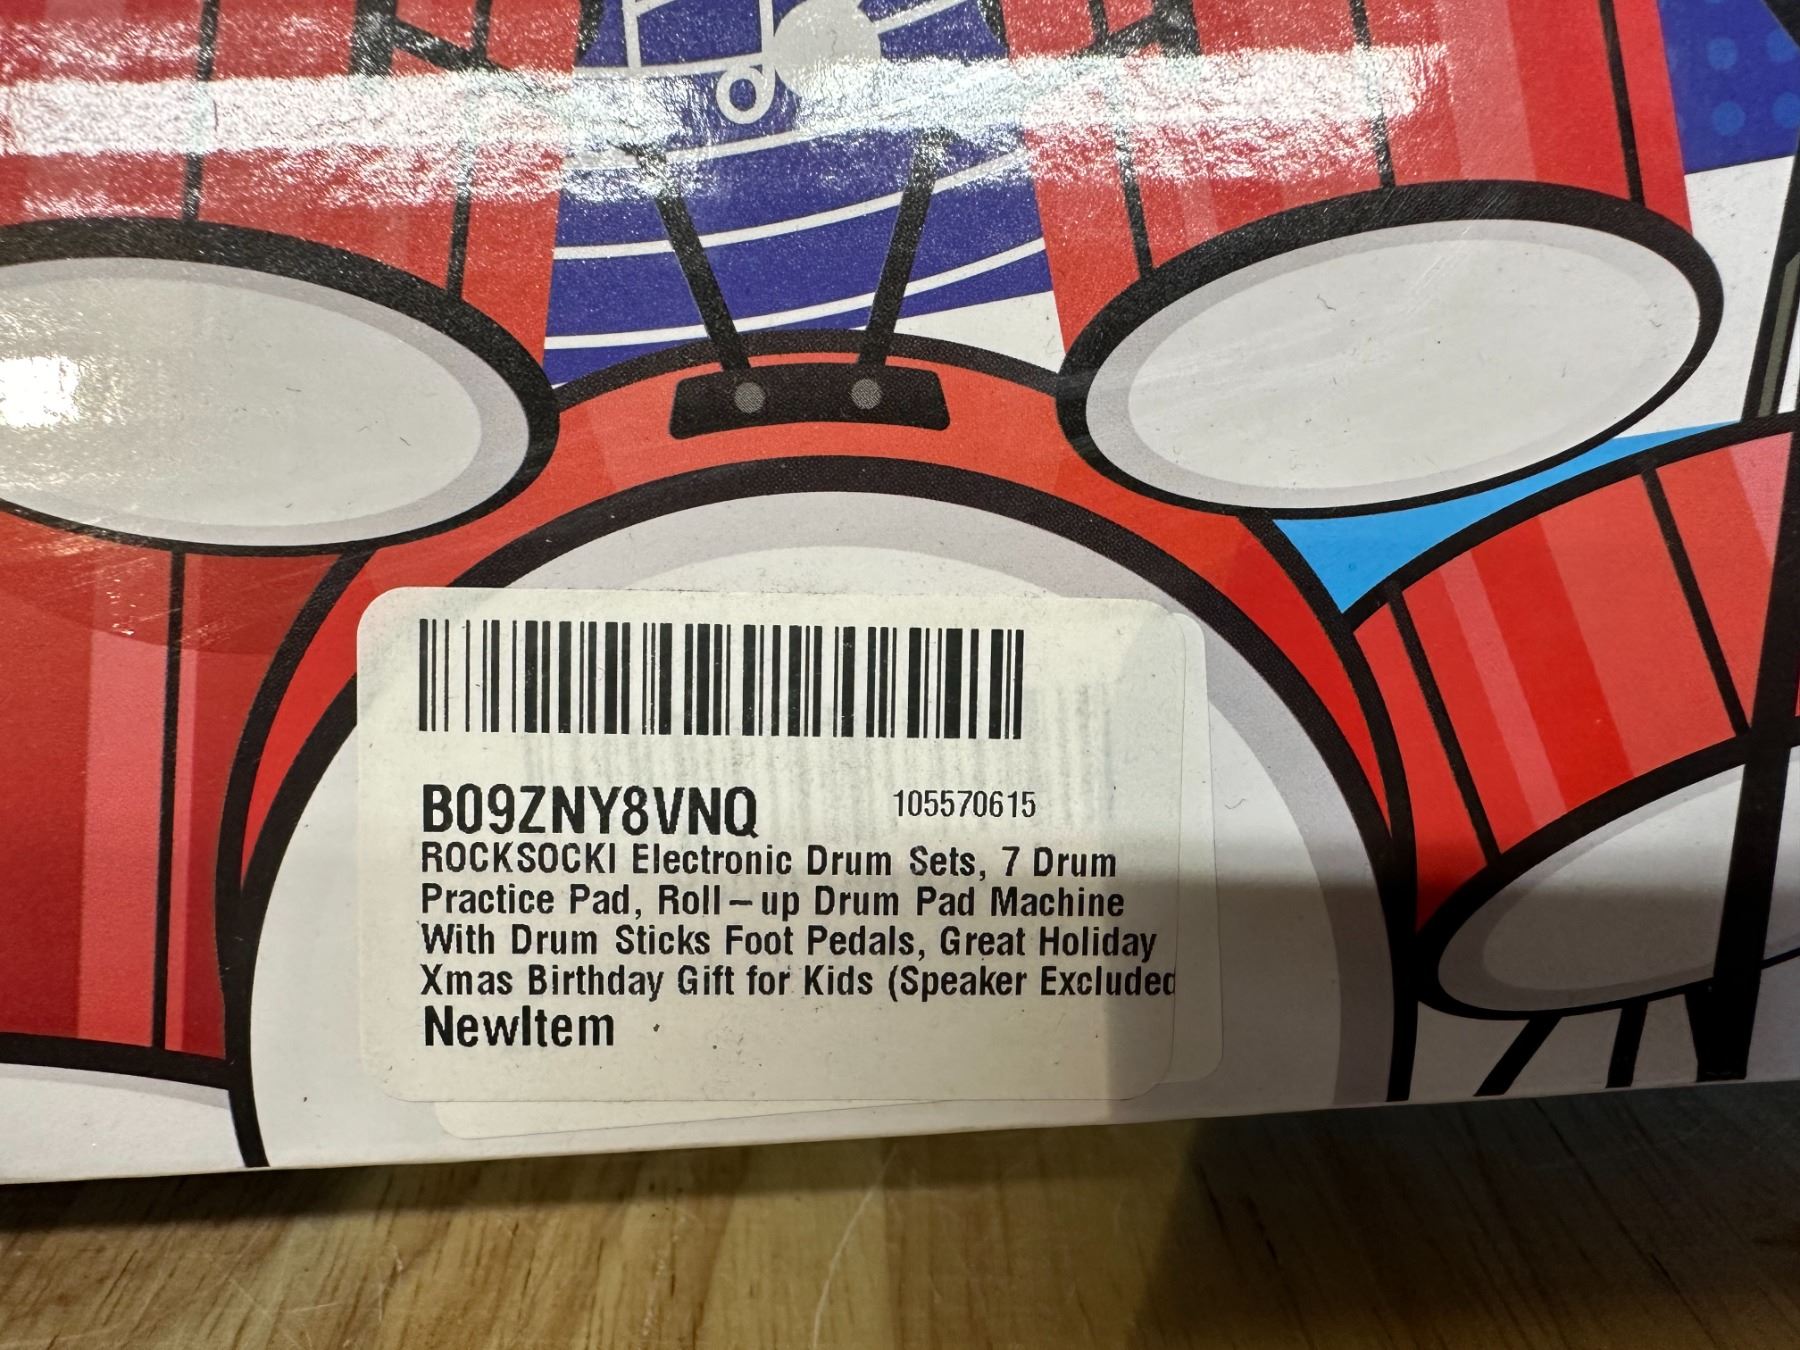 B09ZNY8VNQ 105570615
ROCKSOCKI Electronic Drum Sets, 7 Drum
Practice Pad, Roll-up Drum Pad Machine
With Drum Sticks Foot Pedals, Great Holiday
Xmas Birthday Gift for Kids (Speaker Excluded
NewItem